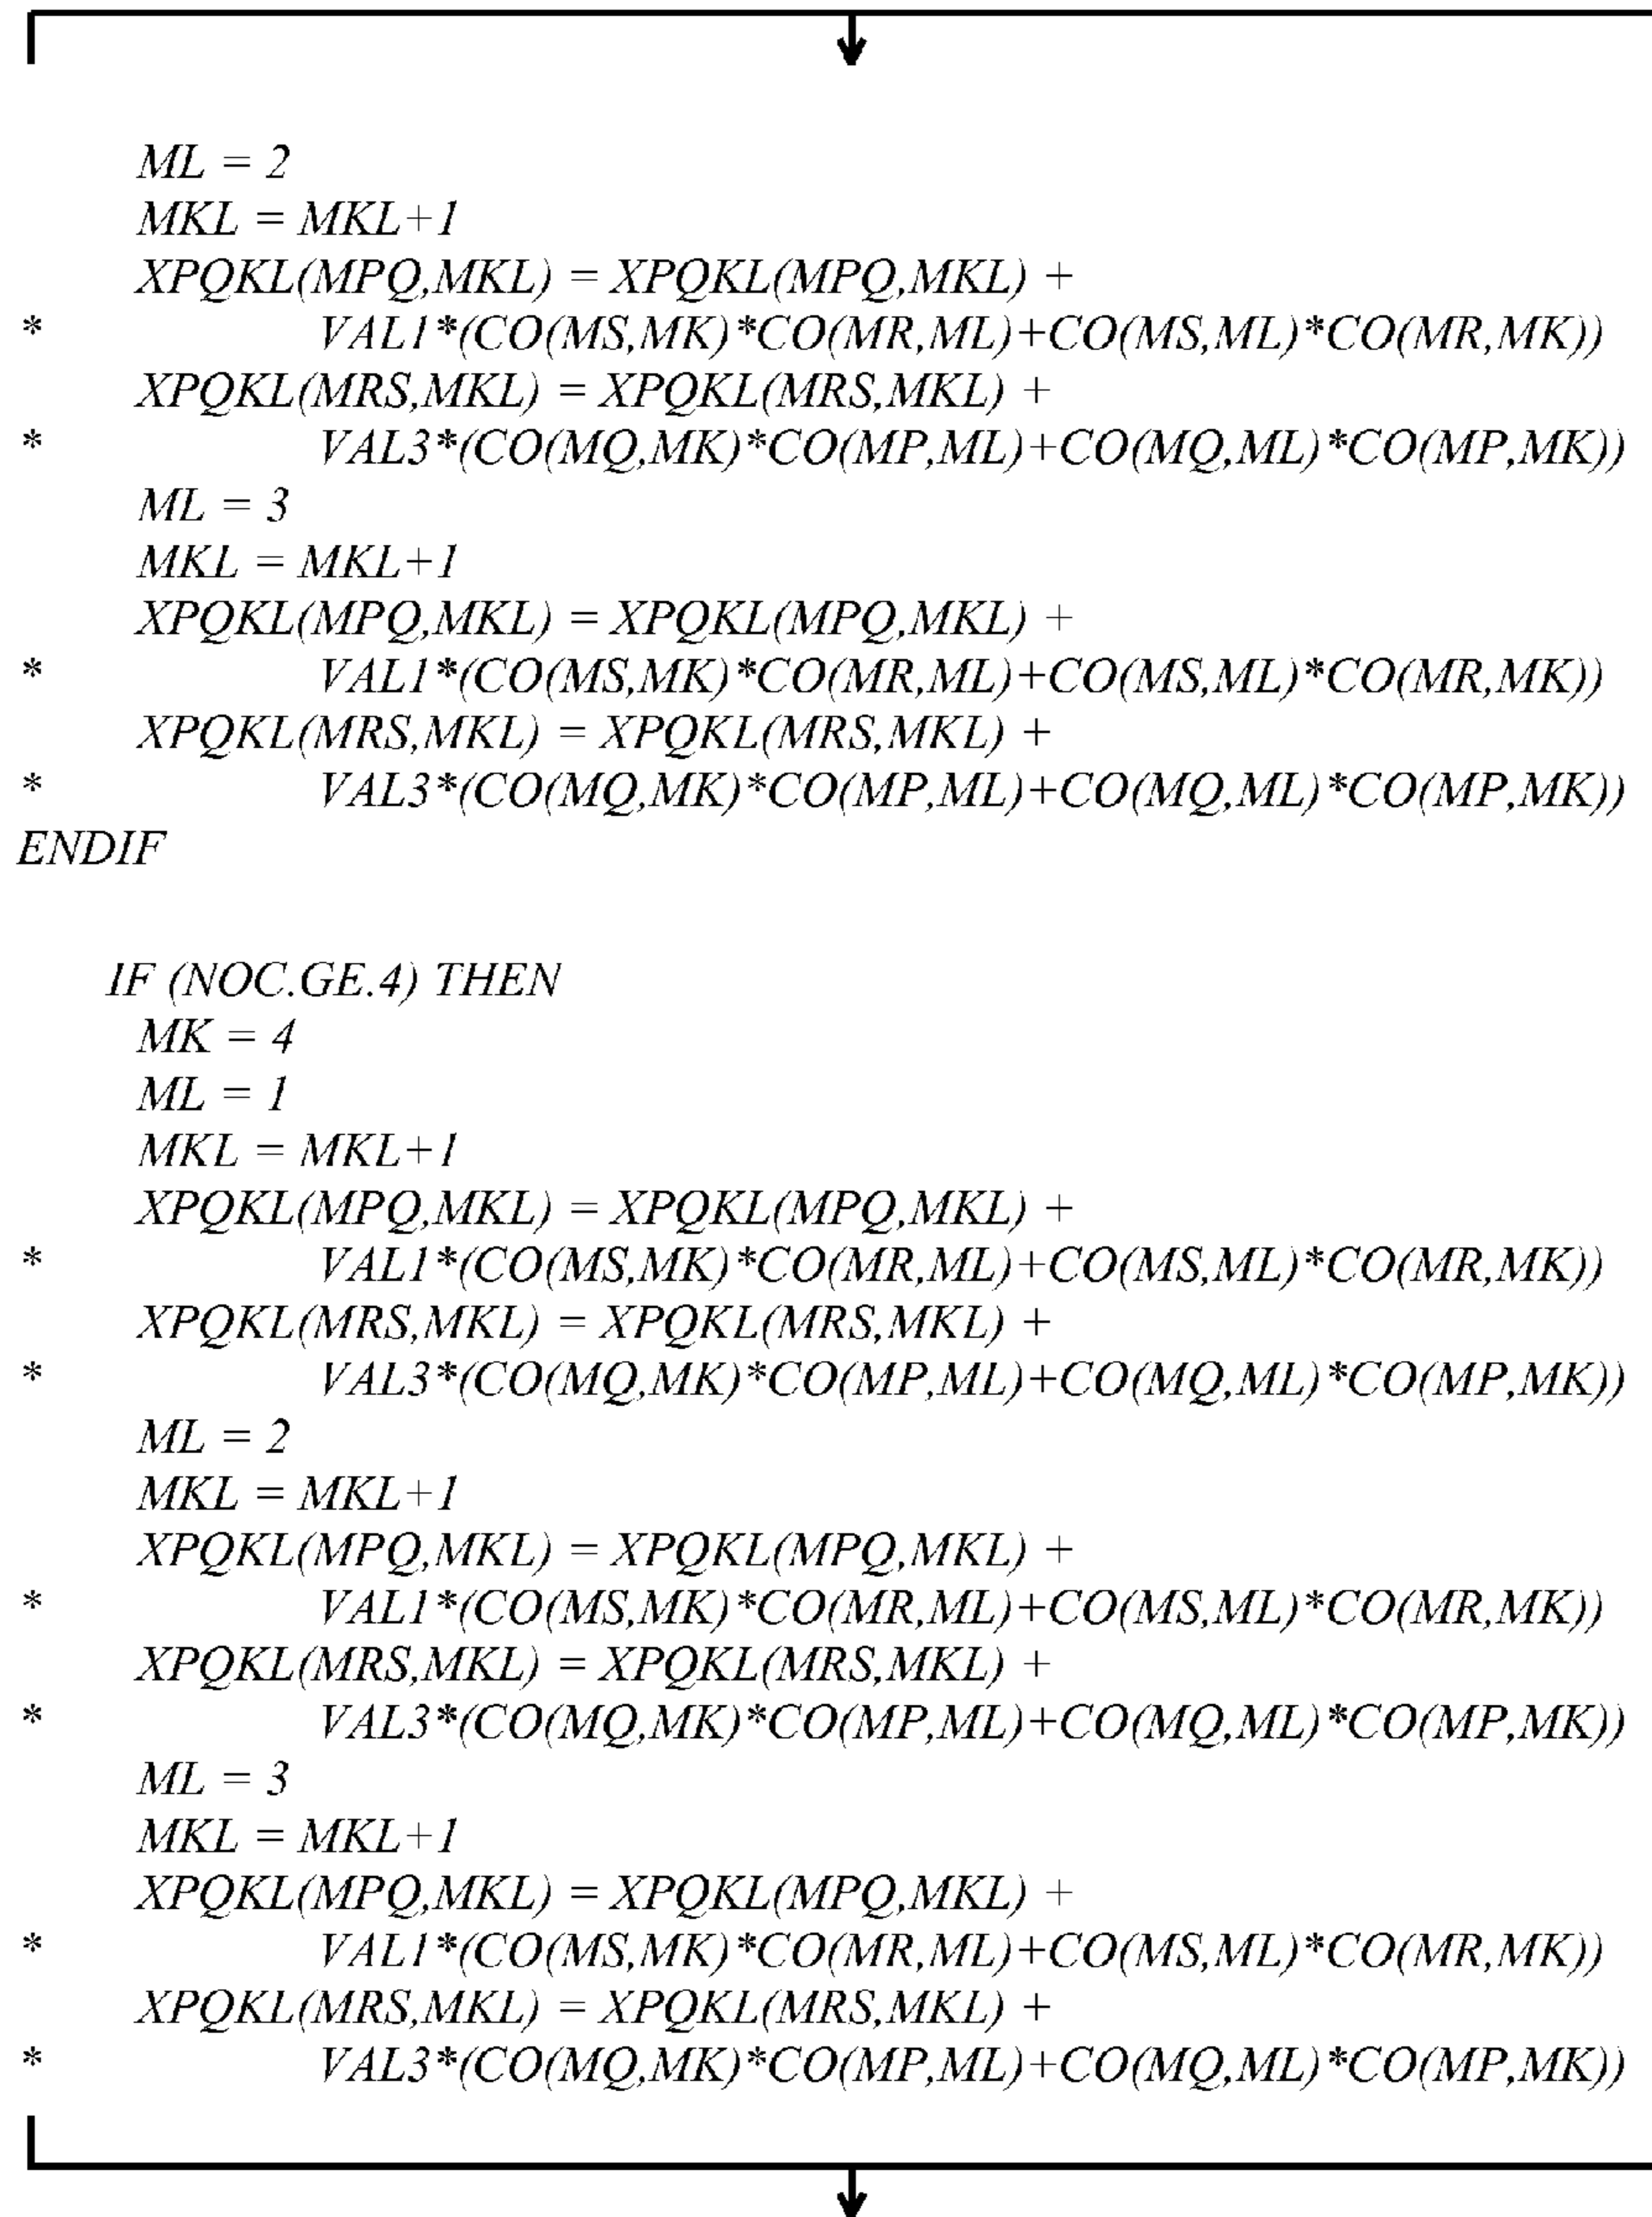 ML = 2
MKL = MKL+1
XPQKL(MPQ,MKL) = XPQKL(MPQ,MKL) +
* VAL1*(CO(MS,MK)*CO(MR,ML)+CO(MS,ML)*CO(MR,MK))
XPQKL(MRS,MKL) = XPQKL(MRS,MKL) +
* VAL3*(CO(MQ,MK)*CO(MP,ML)+CO(MQ,ML)*CO(MP,MK))
ML = 3
MKL = MKL+1
XPQKL(MPQ,MKL) = XPQKL(MPQ,MKL) +
* VAL1*(CO(MS,MK)*CO(MR,ML)+CO(MS,ML)*CO(MR,MK))
XPQKL(MRS,MKL) = XPQKL(MRS,MKL) +
* VAL3*(CO(MQ,MK)*CO(MP,ML)+CO(MQ,ML)*CO(MP,MK))
ENDIF
IF (NOC.GE.4) THEN
MK = 4
ML = 1
MKL = MKL+1
XPQKL(MPQ,MKL) = XPQKL(MPQ,MKL) +
* VAL1*(CO(MS,MK)*CO(MR,ML)+CO(MS,ML)*CO(MR,MK))
XPQKL(MRS,MKL) = XPQKL(MRS,MKL) +
* VAL3*(CO(MQ,MK)*CO(MP,ML)+CO(MQ,ML)*CO(MP,MK))
ML = 2
MKL = MKL+1
XPQKL(MPQ,MKL) = XPQKL(MPQ,MKL) +
* VAL1*(CO(MS,MK)*CO(MR,ML)+CO(MS,ML)*CO(MR,MK))
XPQKL(MRS,MKL) = XPQKL(MRS,MKL) +
* VAL3*(CO(MQ,MK)*CO(MP,ML)+CO(MQ,ML)*CO(MP,MK))
ML = 3
MKL = MKL+1
XPQKL(MPQ,MKL) = XPQKL(MPQ,MKL) +
* VAL1*(CO(MS,MK)*CO(MR,ML)+CO(MS,ML)*CO(MR,MK))
XPQKL(MRS,MKL) = XPQKL(MRS,MKL) +
* VAL3*(CO(MQ,MK)*CO(MP,ML)+CO(MQ,ML)*CO(MP,MK))